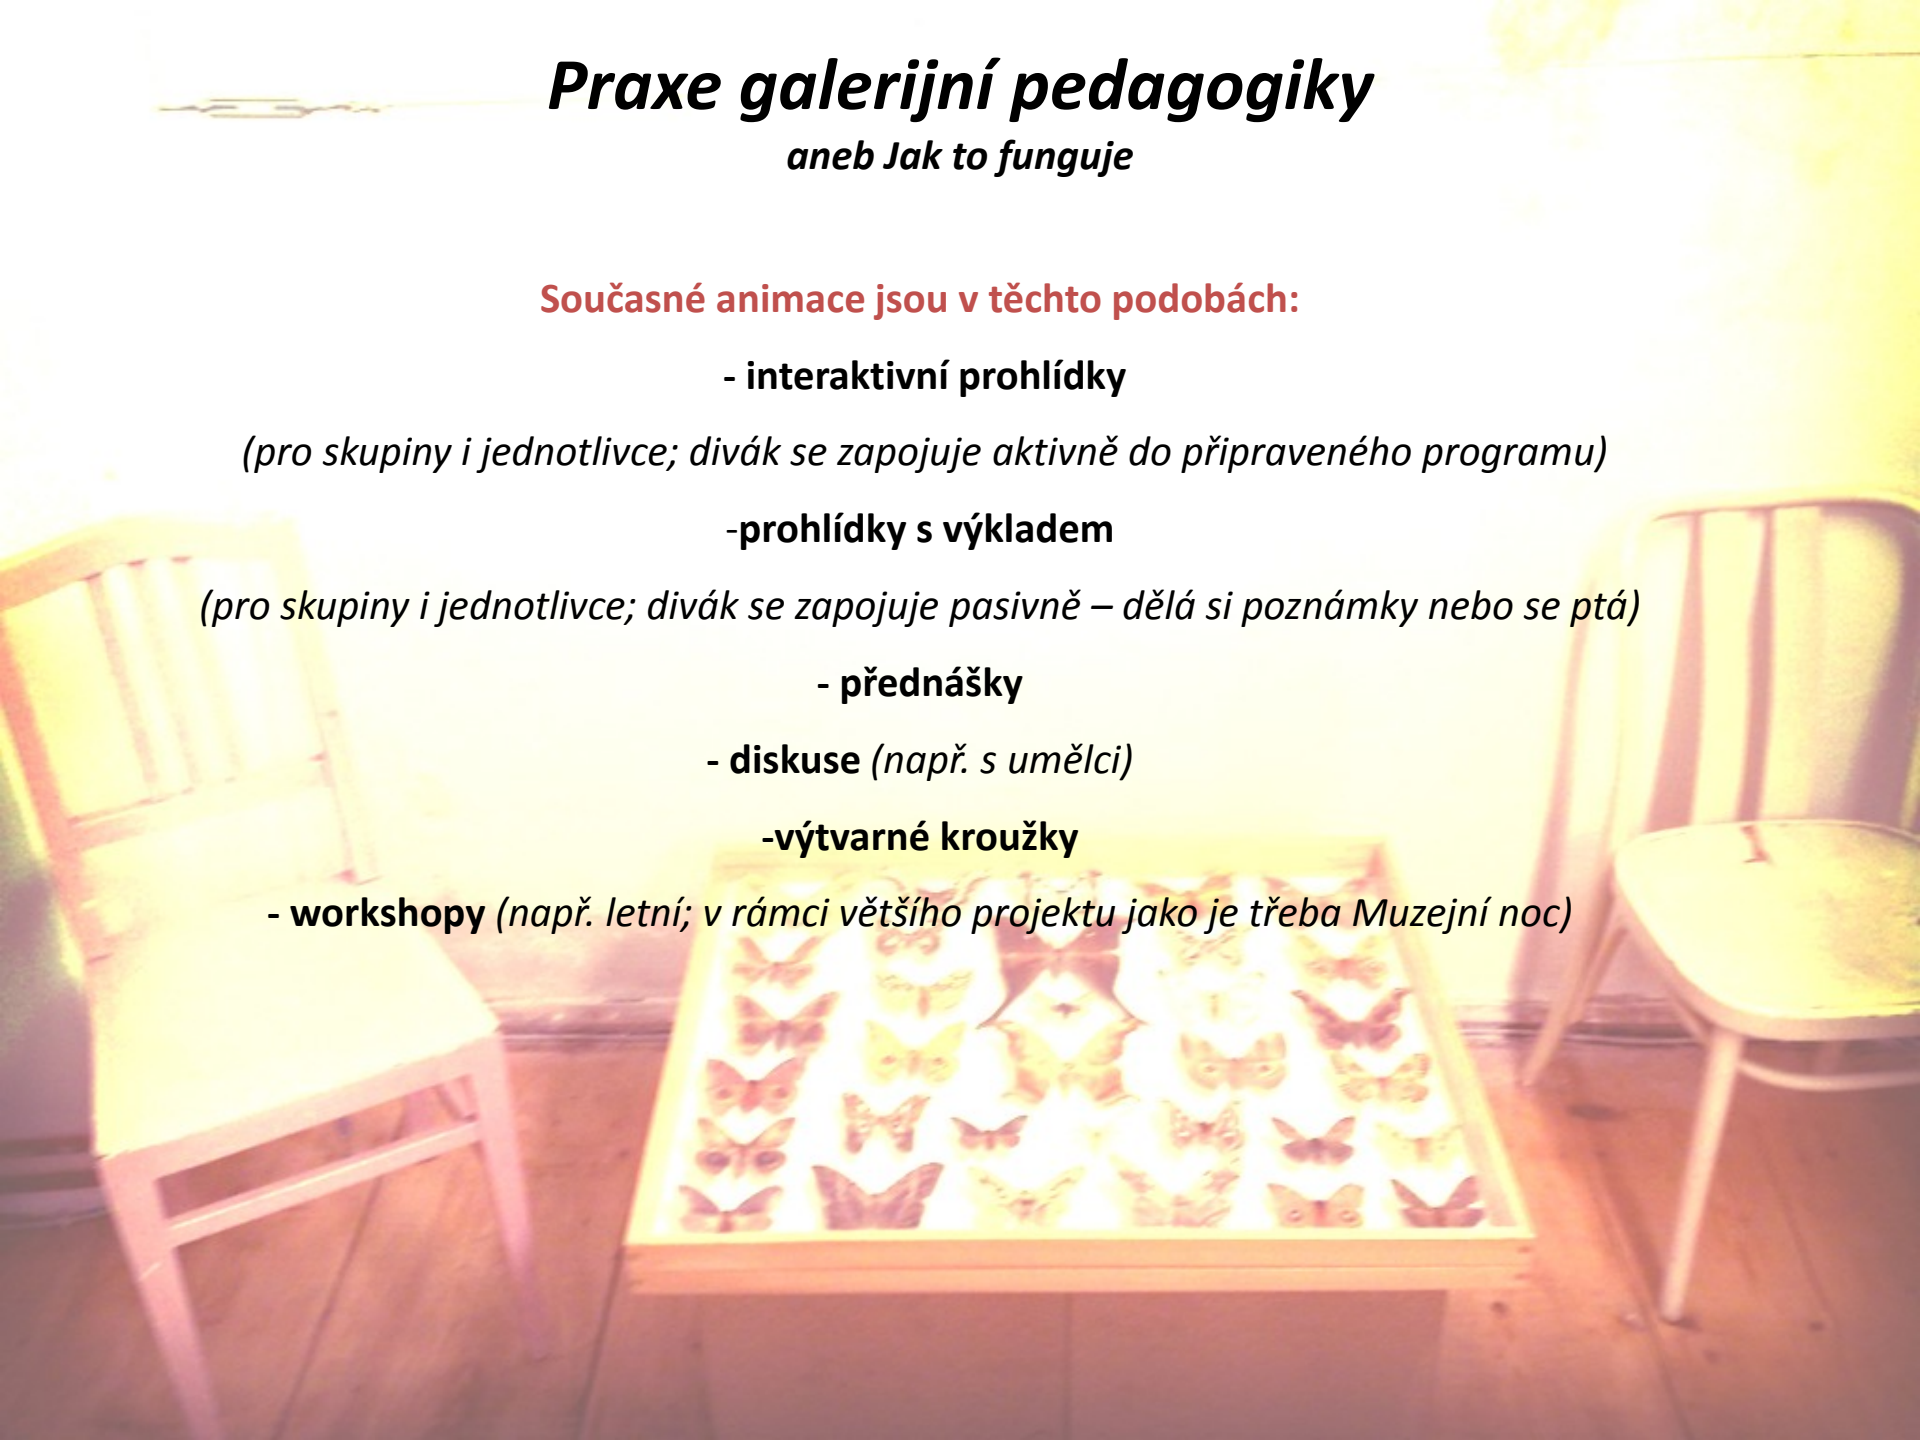 Praxe galerijní pedagogiky
aneb Jak to funguje
Současné animace jsou v těchto podobách:
- interaktivní prohlídky
(pro skupiny i jednotlivce; divák se zapojuje aktivně do připraveného programu)
-prohlídky s výkladem
(pro skupiny i jednotlivce; divák se zapojuje pasivně – dělá si poznámky nebo se ptá)
- přednášky
- diskuse (např. s umělci)
-výtvarné kroužky
- workshopy (např. letní; v rámci většího projektu jako je třeba Muzejní noc)